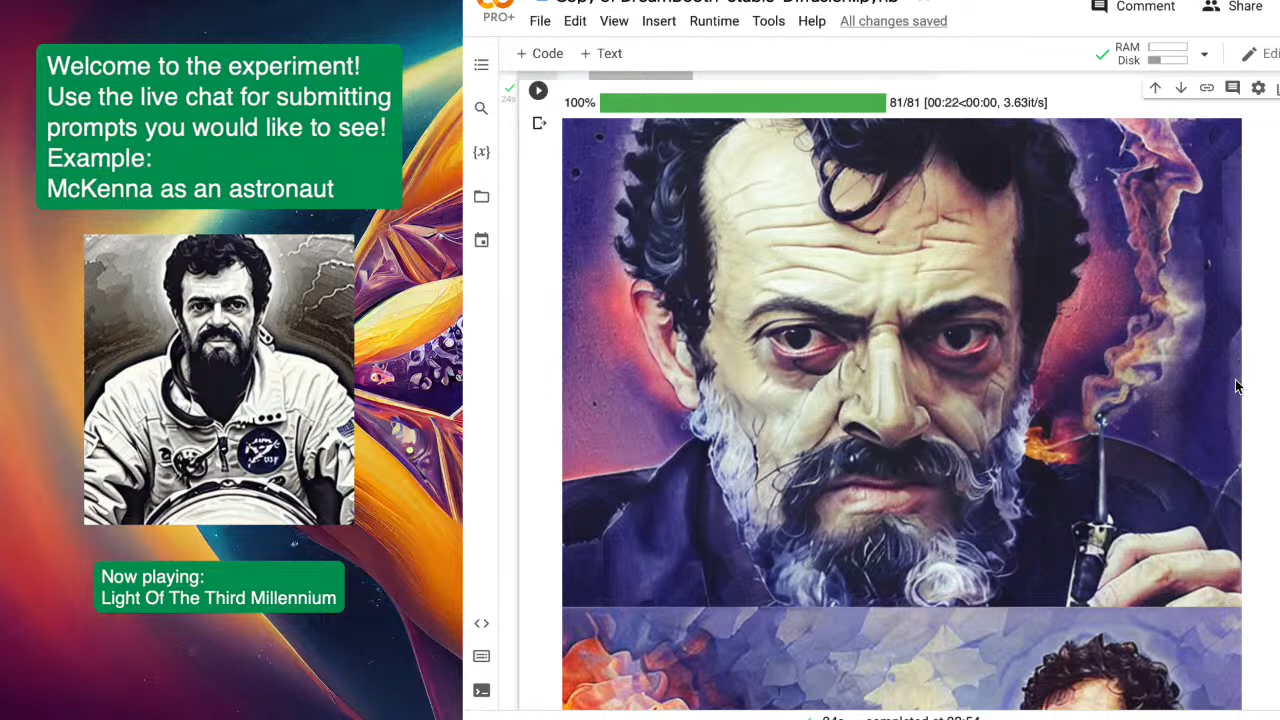 Welcome to the experiment!
Use the live chat for submitting
prompts you would like to see!
Example:
McKenna as an astronaut
Now playing:
Light Of The Third Millennium
PRO+
File Edit View Insert Runtime Tools Help All changes saved
Comment Share
+ Code + Text
RAM
Disk
Edi
24s
100% 81/81 [00:22<00:00, 3.63it/s]
{x}